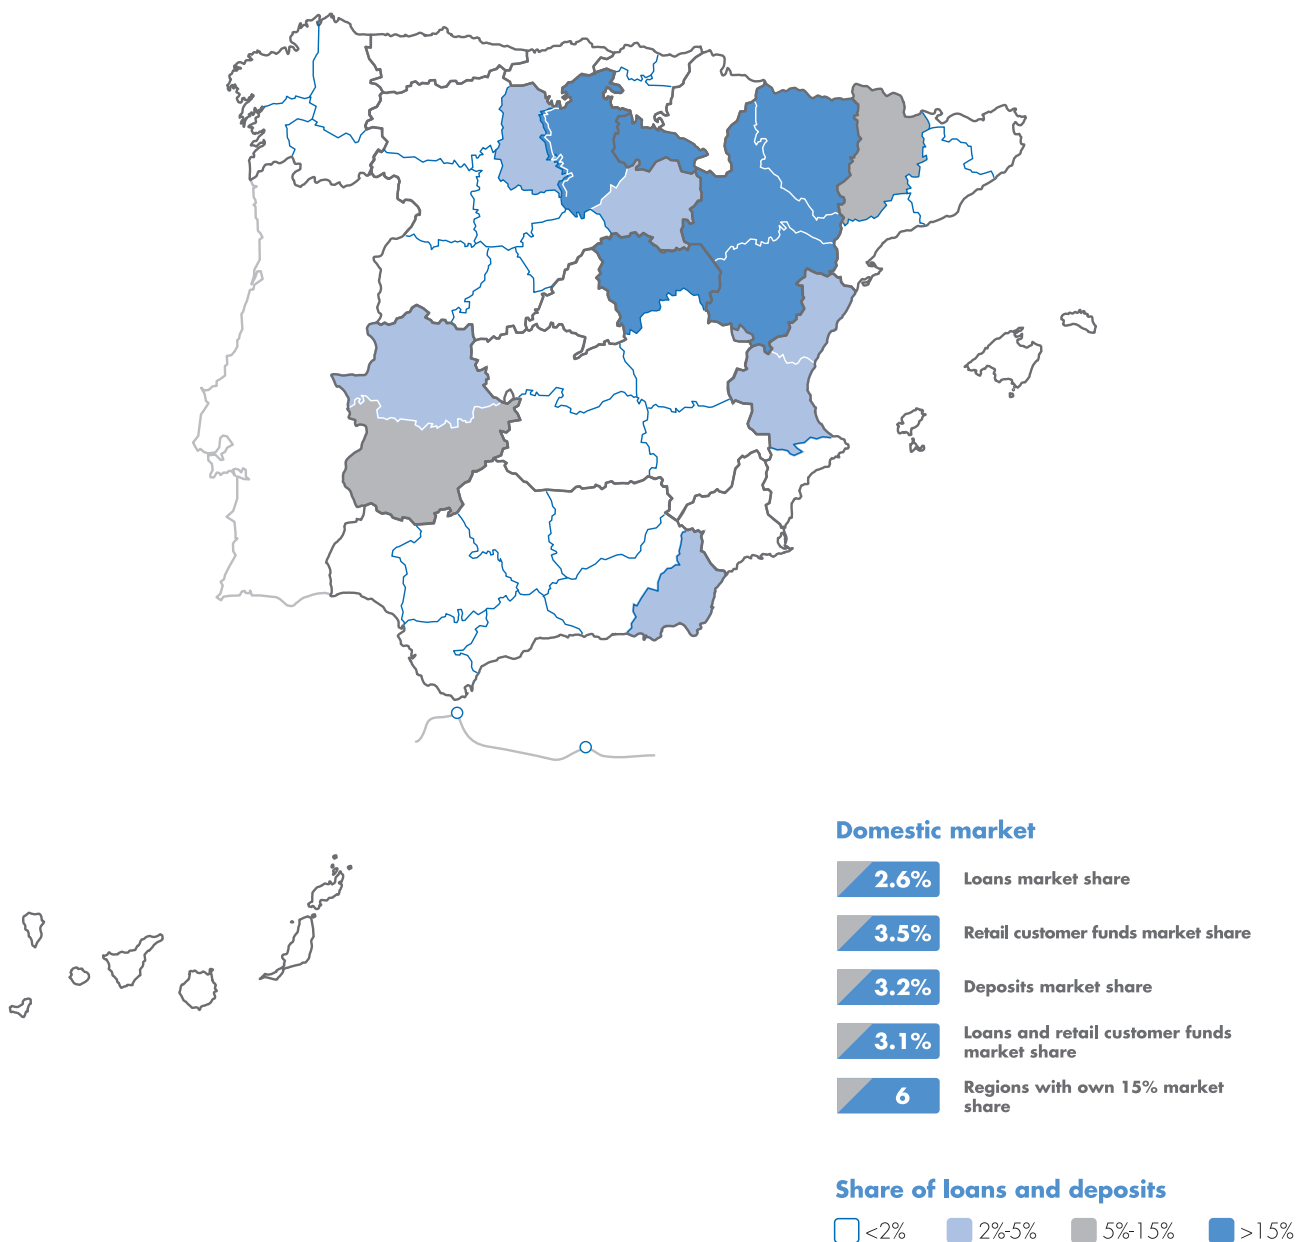 Domestic market
2.6% Loans market share
3.5% Retail customer funds market share
3.2% Deposits market share
3.1% Loans and retail customer funds
market share
6 Regions with own 15% market
share
Share of loans and deposits
<2% 2%-5% 5%-15% >15%